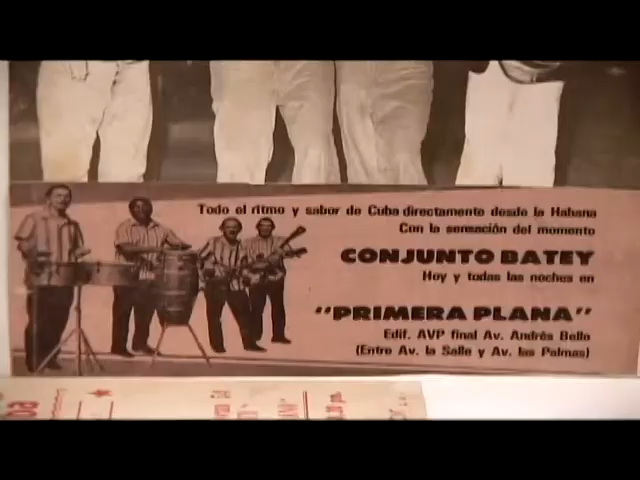 Todo el ritmo y sabor de Cuba directamente desde la Habana
Con la sensación del momento
CONJUNTO BATEY
Hoy y todas las noches en
"PRIMERA PLANA"
Edif. AVP final Av. Andrés Bello
(Entre Av. la Salle y Av. las Palmas)